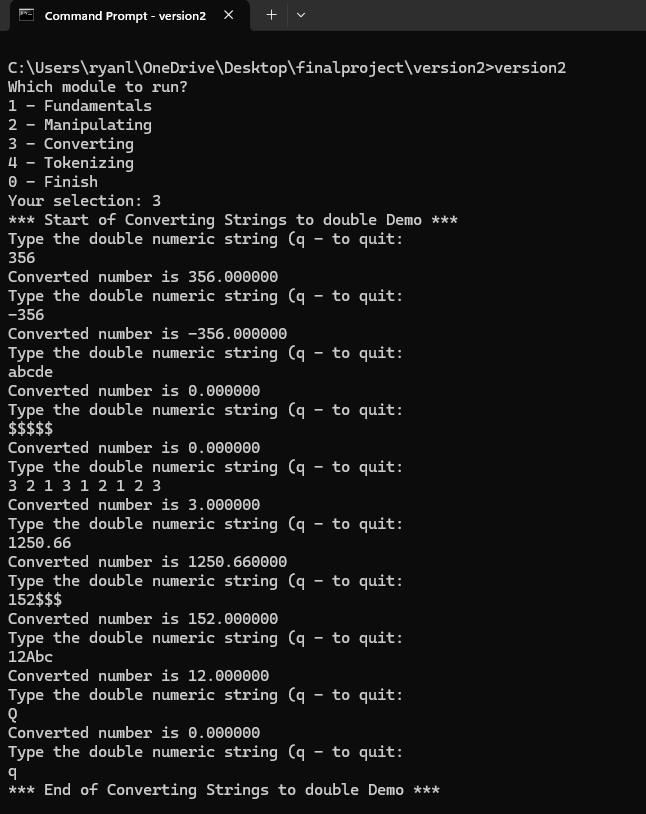 Command Prompt - version2
C:\Users\ryanl\OneDrive\Desktop\finalproject\version2>version2
Which module to run?
1 - Fundamentals
2 - Manipulating
3 - Converting
4 - Tokenizing
0 - Finish
Your selection: 3
*** Start of Converting Strings to double Demo ***
Type the double numeric string (q - to quit:
356
Converted number is 356.000000
Type the double numeric string (q - to quit:
-356
Converted number is -356.000000
Type the double numeric string (q - to quit:
abcde
Converted number is 0.000000
Type the double numeric string (q - to quit:
$$$$$
Converted number is 0.000000
Type the double numeric string (q - to quit:
3 2 1 3 1 2 1 2 3
Converted number is 3.000000
Type the double numeric string (q - to quit:
1250.66
Converted number is 1250.660000
Type the double numeric string (q - to quit:
152$$$
Converted number is 152.000000
Type the double numeric string (q - to quit:
12Abc
Converted number is 12.000000
Type the double numeric string (q - to quit:
Q
Converted number is 0.000000
Type the double numeric string (q - to quit:
q
*** End of Converting Strings to double Demo ***